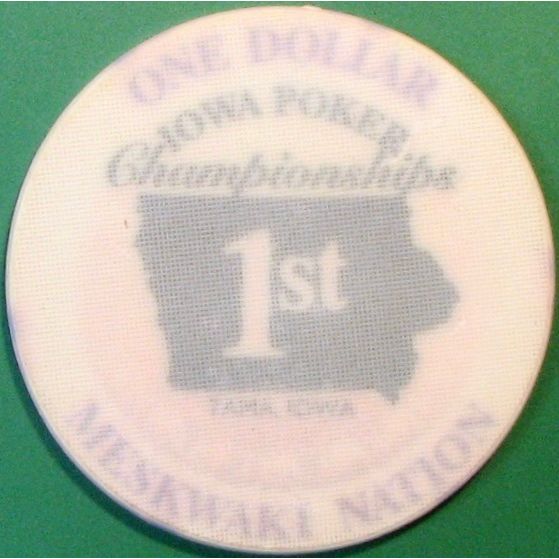 ONE DOLLAR
IOWA POKER
Championships
1st
TAMA, IOWA
MESKWAKI NATION